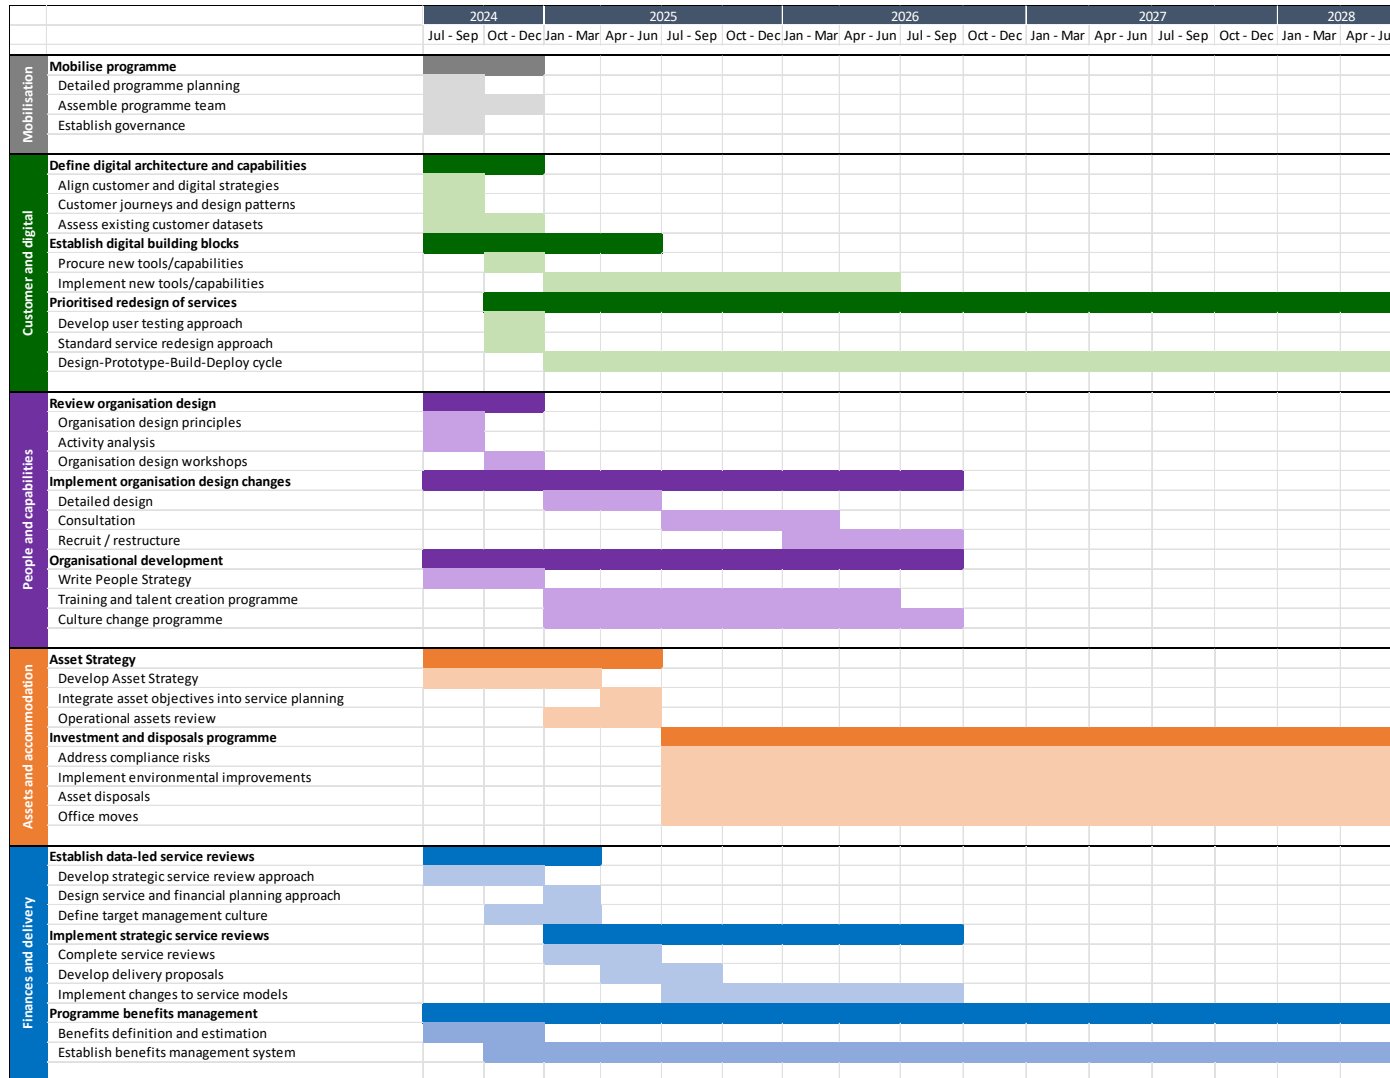 2024 2025 2026 2027 2028
Jul - Sep Oct - Dec Jan - Mar Apr - Jun Jul - Sep Oct - Dec Jan - Mar Apr - Jun Jul - Sep Oct - Dec Jan - Mar Apr - Jun Jul - Sep Oct - Dec Jan - Mar Apr - Ju
Mobilisation
Mobilise programme
Detailed programme planning
Assemble programme team
Establish governance
Customer and digital
Define digital architecture and capabilities
Align customer and digital strategies
Customer journeys and design patterns
Assess existing customer datasets
Establish digital building blocks
Procure new tools/capabilities
Implement new tools/capabilities
Prioritised redesign of services
Develop user testing approach
Standard service redesign approach
Design-Prototype-Build-Deploy cycle
People and capabilities
Review organisation design
Organisation design principles
Activity analysis
Organisation design workshops
Implement organisation design changes
Detailed design
Consultation
Recruit / restructure
Organisational development
Write People Strategy
Training and talent creation programme
Culture change programme
Assets and accommodation
Asset Strategy
Develop Asset Strategy
Integrate asset objectives into service planning
Operational assets review
Investment and disposals programme
Address compliance risks
Implement environmental improvements
Asset disposals
Office moves
Finances and delivery
Establish data-led service reviews
Develop strategic service review approach
Design service and financial planning approach
Define target management culture
Implement strategic service reviews
Complete service reviews
Develop delivery proposals
Implement changes to service models
Programme benefits management
Benefits definition and estimation
Establish benefits management system